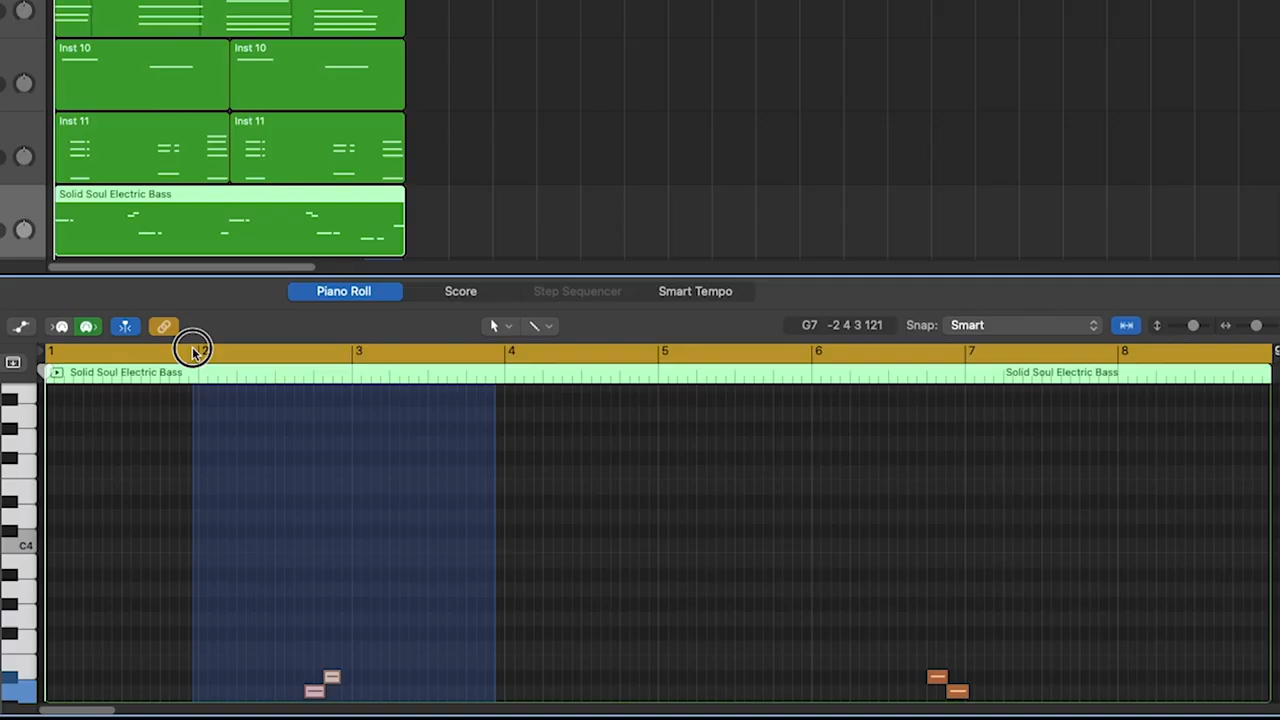 Inst 10 Inst 10
Inst 11 Inst 11
Solid Soul Electric Bass
Piano Roll Score Step Sequencer Smart Tempo
G7 -2 4 3 121 Snap: Smart
1 2 3 4 5 6 7 8 9
Solid Soul Electric Bass Solid Soul Electric Bass
C4